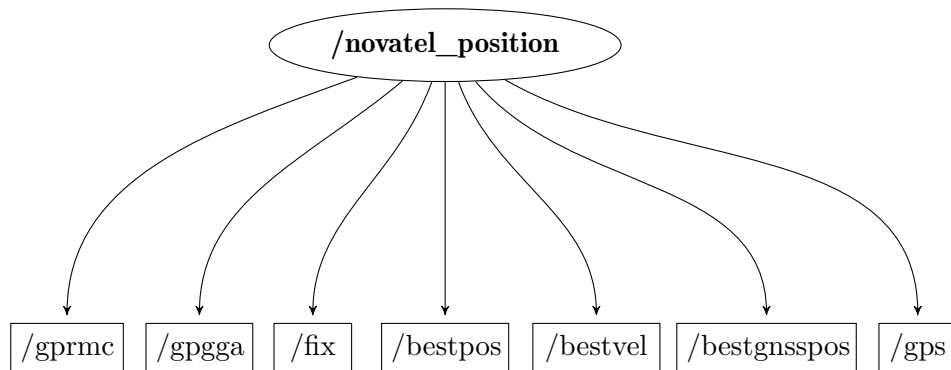 /novatel_position
/gprmc /gpgga /fix /bestpos /bestvel /bestgnsspos /gps